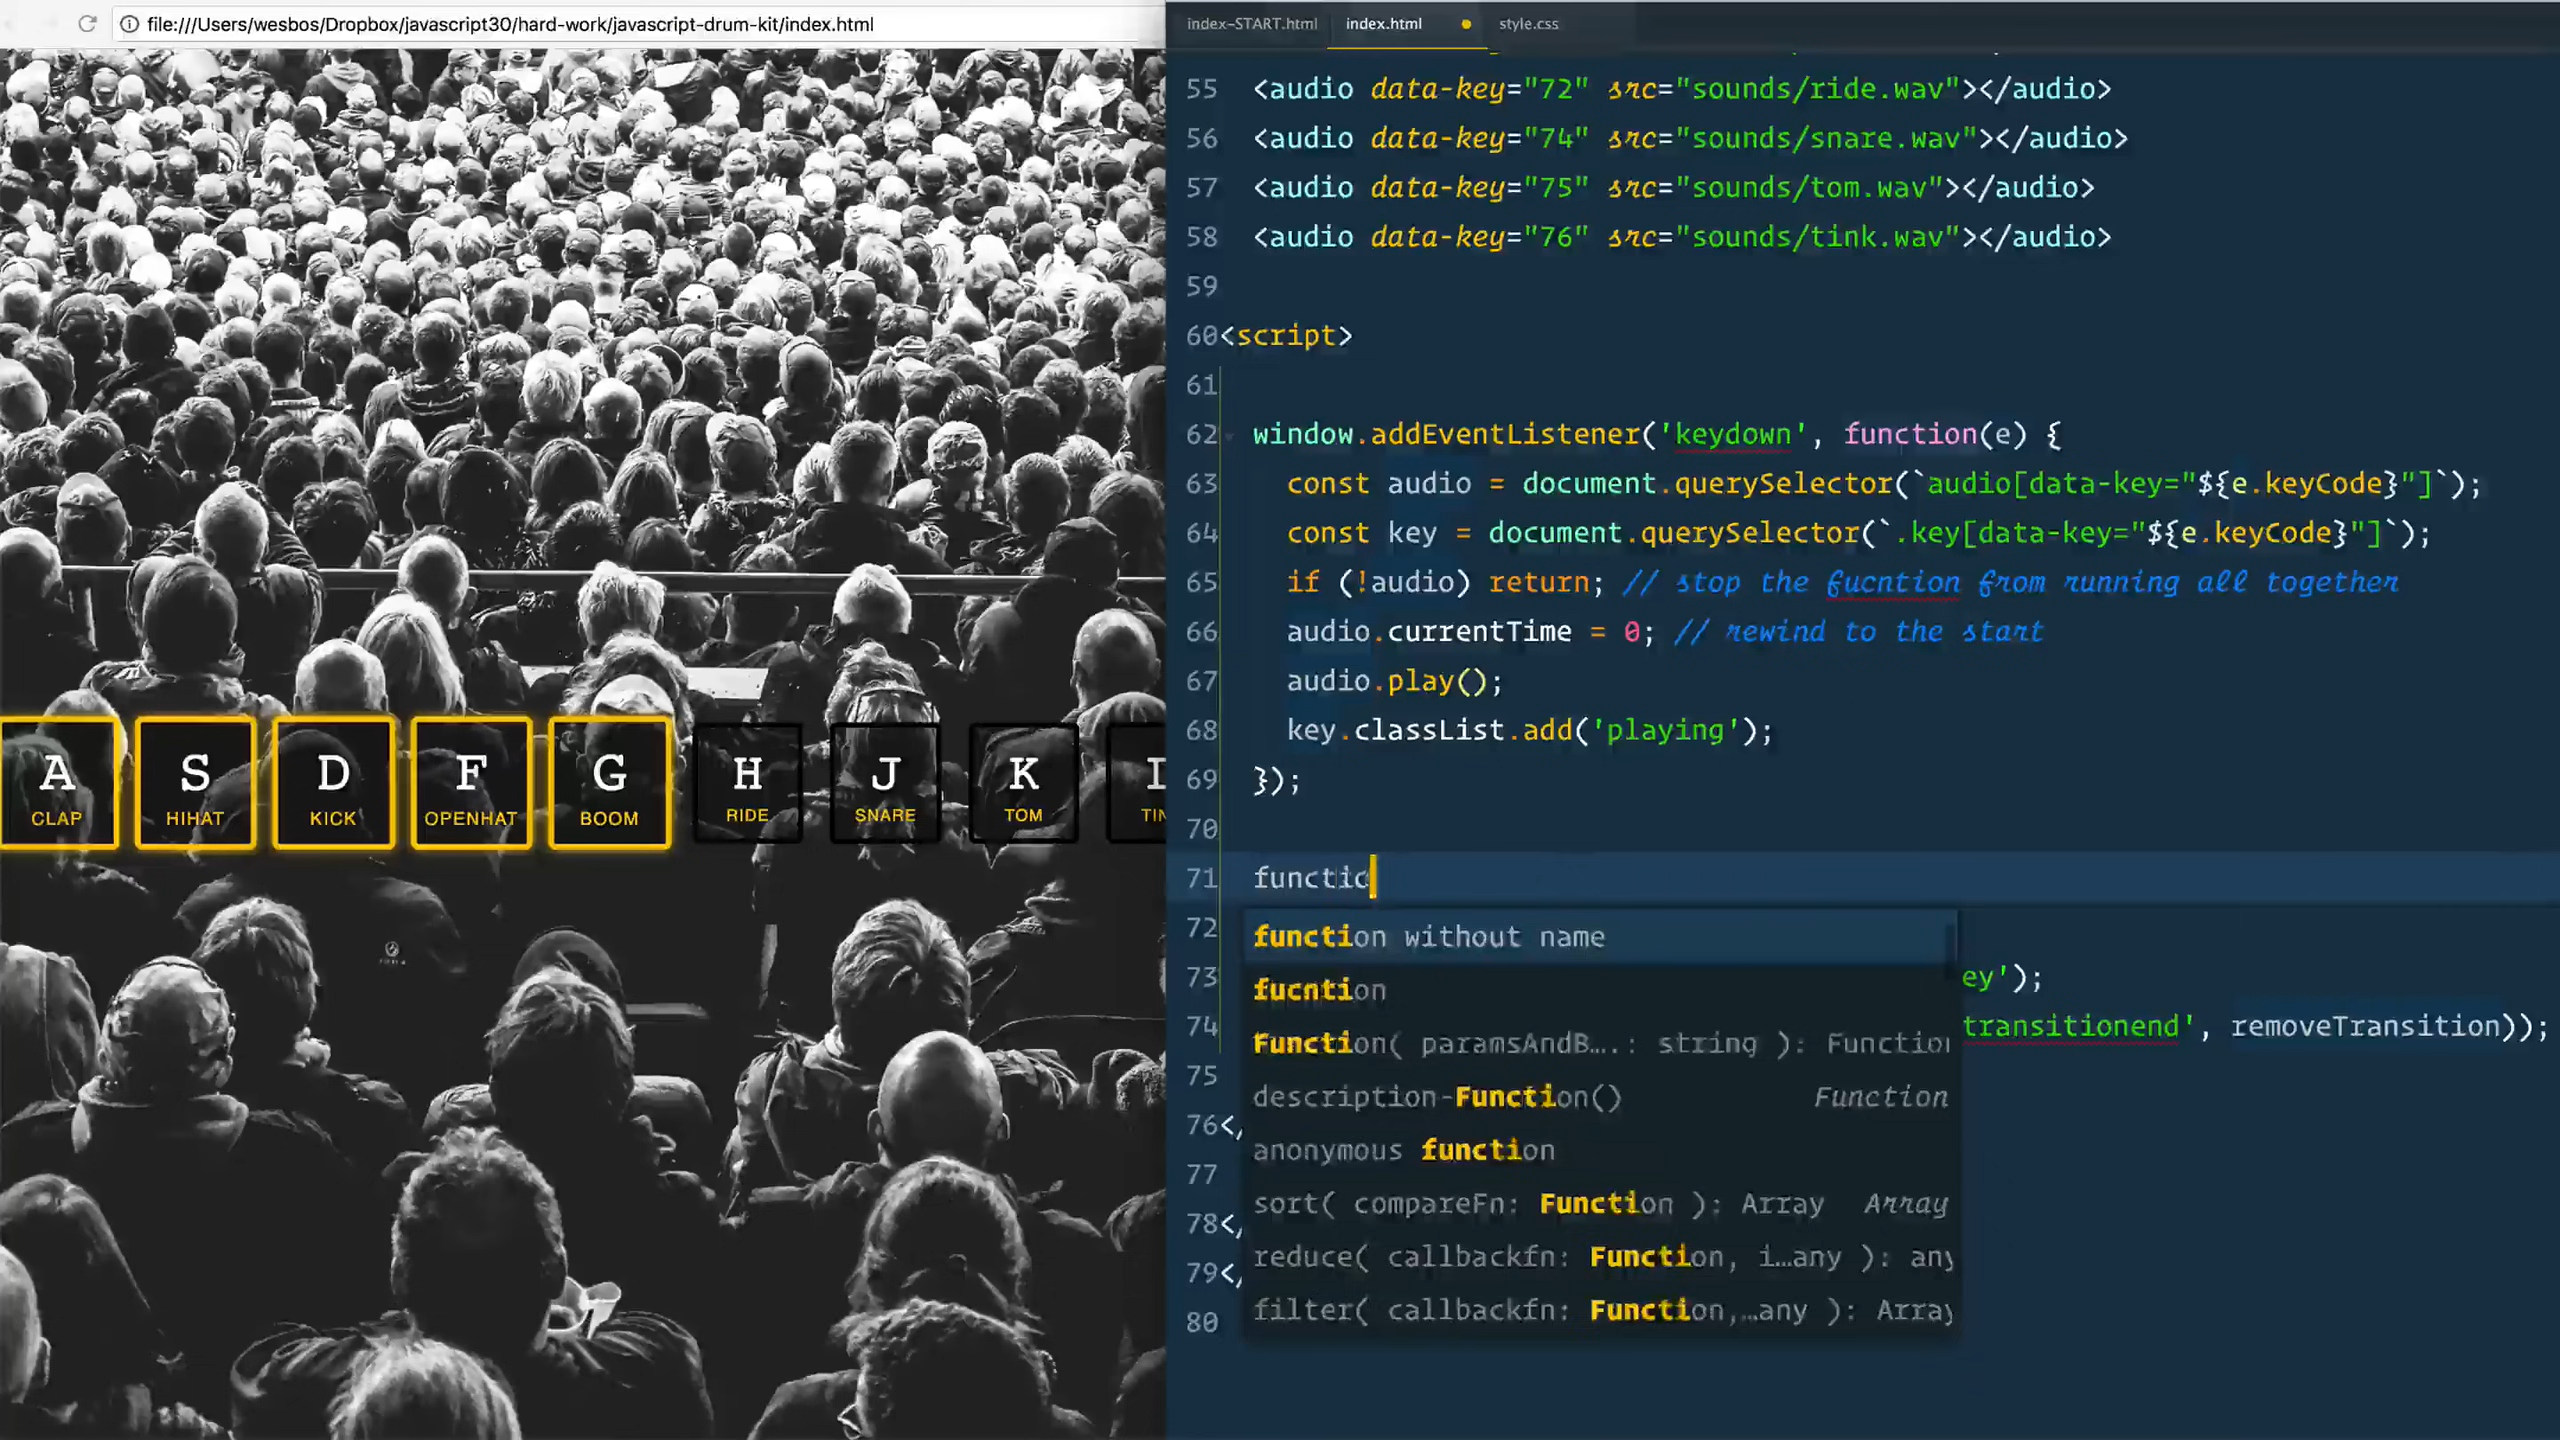 file:///Users/wesbos/Dropbox/javascript30/hard-work/javascript-drum-kit/index.html
A
CLAP
S
HIHAT
D
KICK
F
OPENHAT
G
BOOM
H
RIDE
J
SNARE
K
TOM
index-START.html index.html style.css
55 <audio data-key="72" src="sounds/ride.wav"></audio>
56 <audio data-key="74" src="sounds/snare.wav"></audio>
57 <audio data-key="75" src="sounds/tom.wav"></audio>
58 <audio data-key="76" src="sounds/tink.wav"></audio>
59
60 <script>
61
62 window.addEventListener('keydown', function(e) {
63 const audio = document.querySelector(`audio[data-key="${e.keyCode}"]`);
64 const key = document.querySelector(`.key[data-key="${e.keyCode}"]`);
65 if (!audio) return; // stop the fucntion from running all together
66 audio.currentTime = 0; // rewind to the start
67 audio.play();
68 key.classList.add('playing');
69 });
70
71 functio
72 function without name
fucntion
73 ey');
Function( paramsAndB...: string ): Function
74 transitionend', removeTransition));
75
description-Function() Function
76 </
anonymous function
77
sort( compareFn: Function ): Array Array
78 </
reduce( callbackfn: Function, i...any ): any
79 </
filter( callbackfn: Function,...any ): Array
80